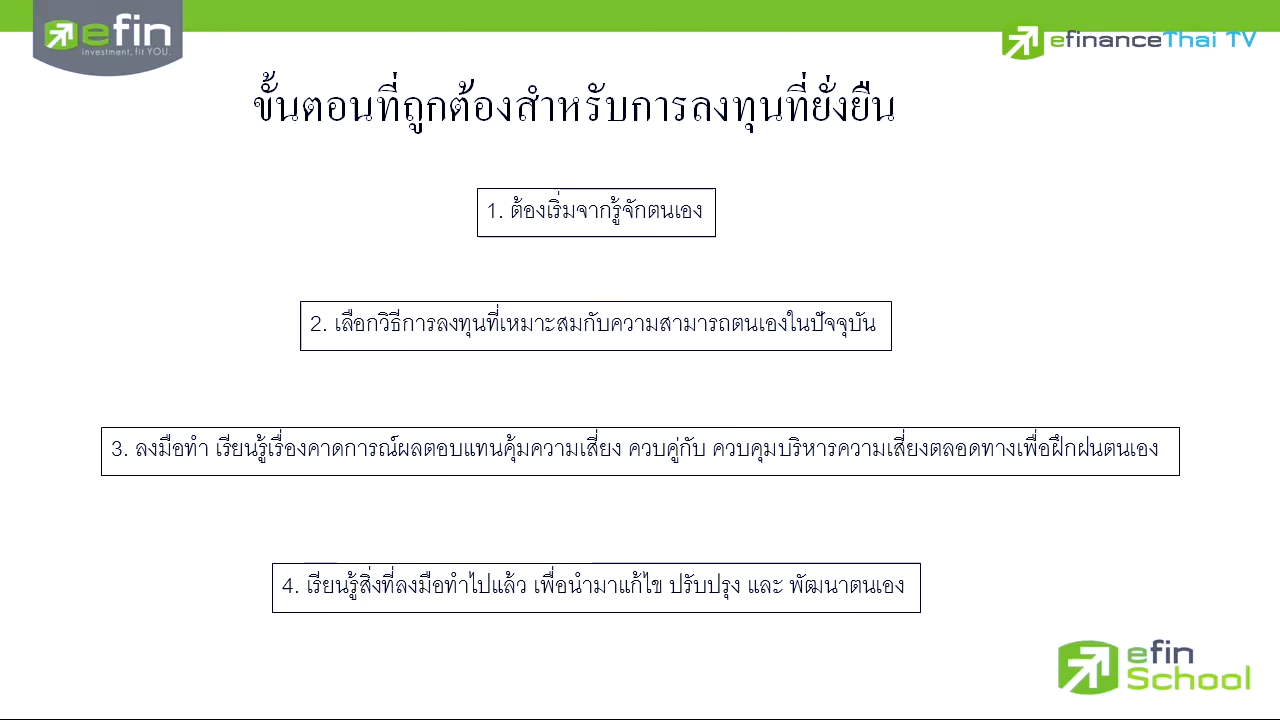 efin
investment, fit YOU.
efinanceThai TV
ขั้นตอนที่ถูกต้องสำหรับการลงทุนที่ยั่งยืน
1. ต้องเริ่มจากรู้จักตนเอง
2. เลือกวิธีการลงทุนที่เหมาะสมกับความสามารถตนเองในปัจจุบัน
3. ลงมือทำ เรียนรู้เรื่องคาดการณ์ผลตอบแทนคุ้มความเสี่ยง ควบคู่กับ ควบคุมบริหารความเสี่ยงตลอดทางเพื่อฝึกฝนตนเอง
4. เรียนรู้สิ่งที่ลงมือทำไปแล้ว เพื่อนำมาแก้ไข ปรับปรุง และ พัฒนาตนเอง
efin
School